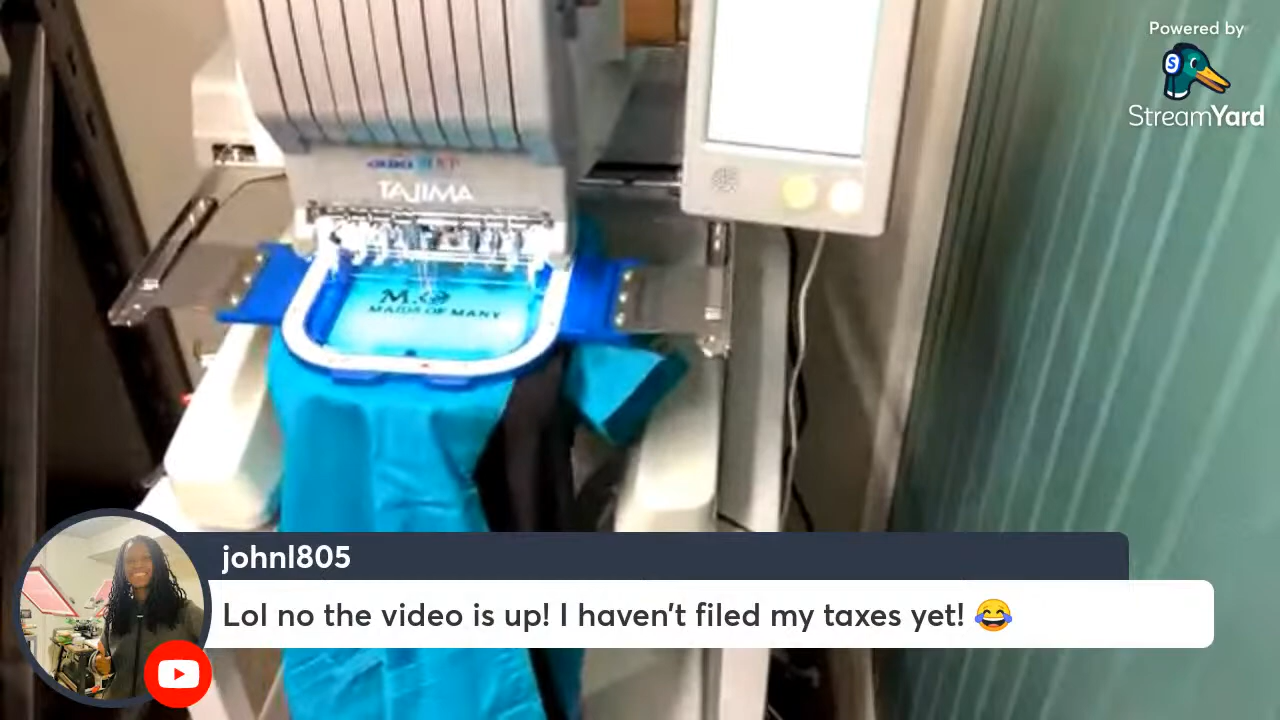 Powered by
StreamYard
TAJIMA
M.
MAIDS OF MANY
johnl805
Lol no the video is up! I haven't filed my taxes yet! 😂